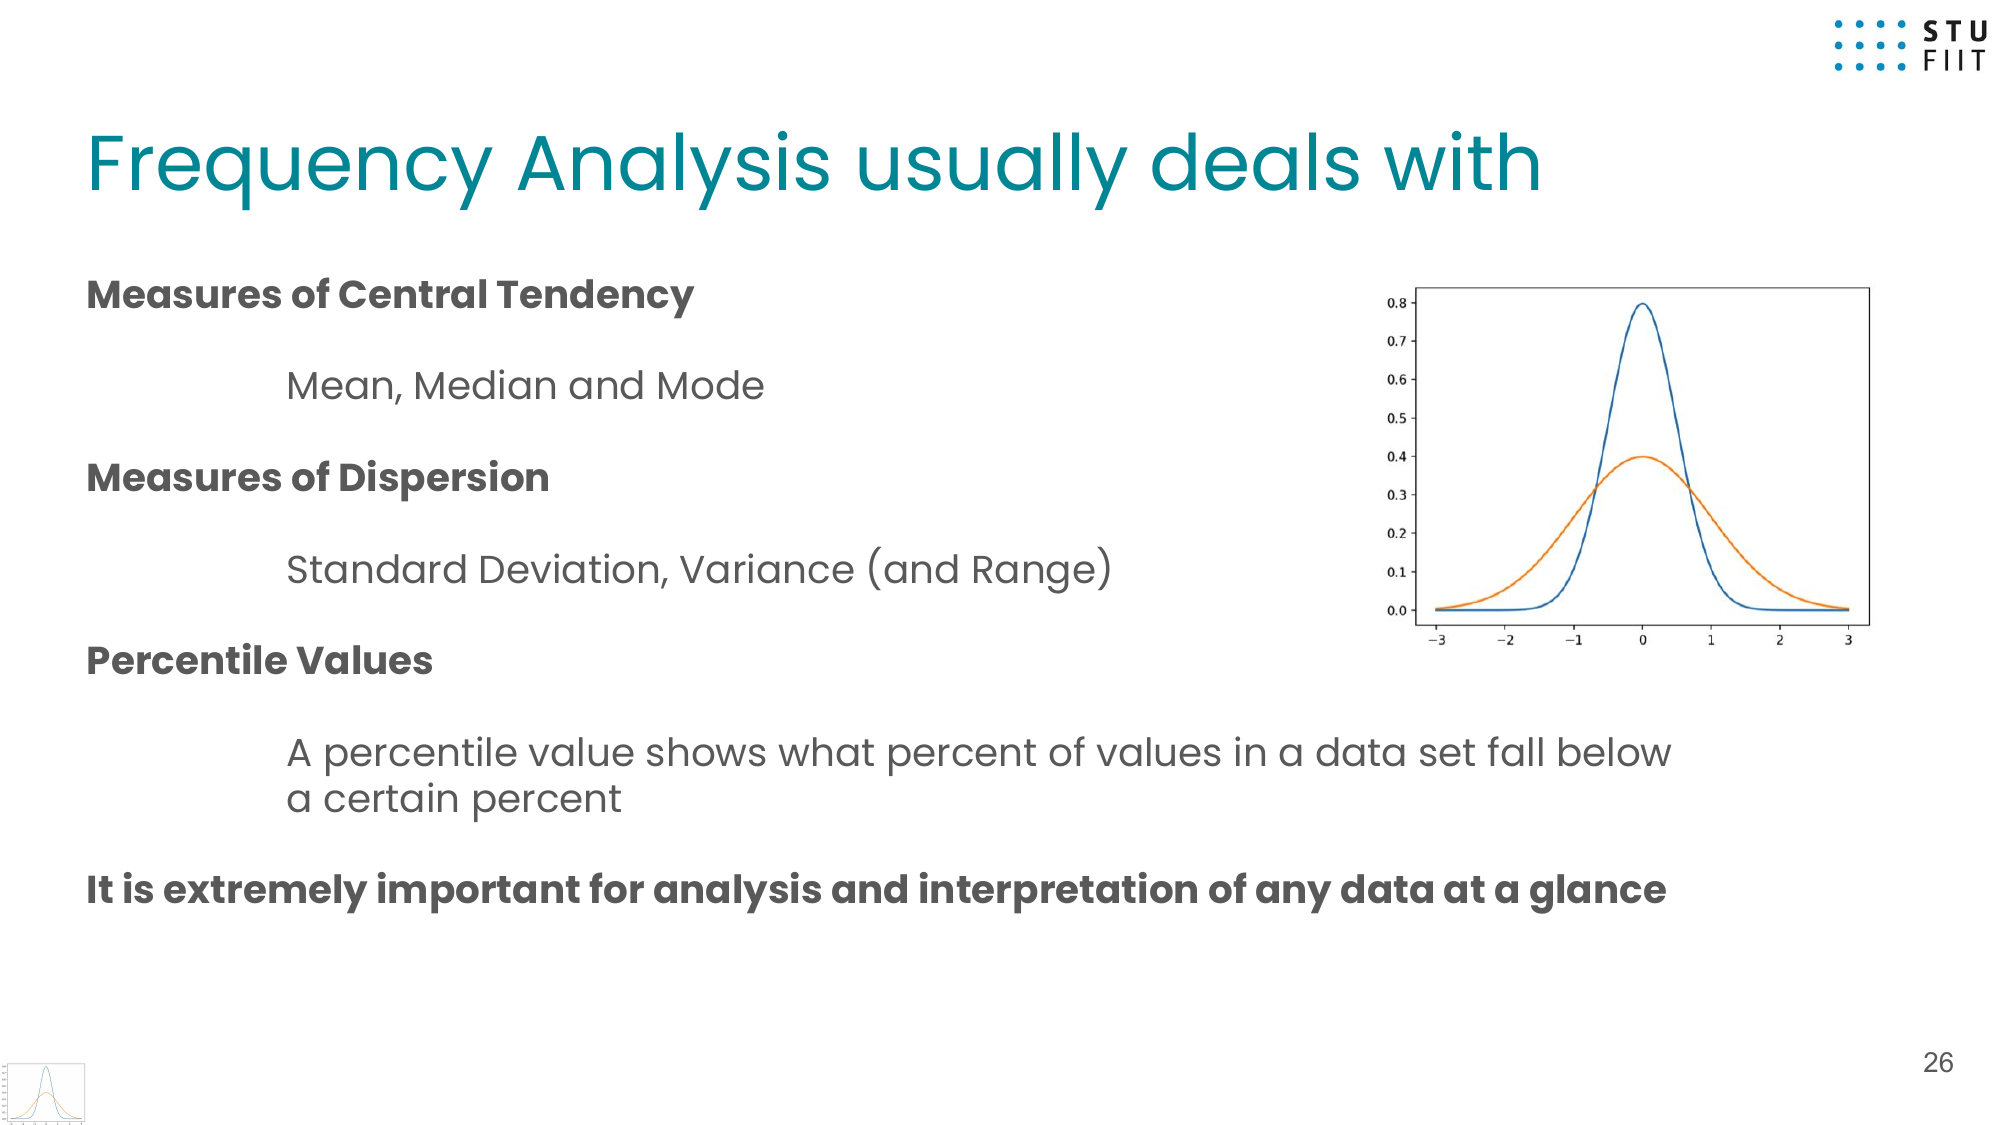 STU
FIIT
Frequency Analysis usually deals with
Measures of Central Tendency
Mean, Median and Mode
Measures of Dispersion
Standard Deviation, Variance (and Range)
Percentile Values
A percentile value shows what percent of values in a data set fall below
a certain percent
It is extremely important for analysis and interpretation of any data at a glance
0.8
0.7
0.6
0.5
0.4
0.3
0.2
0.1
0.0
−3 −2 −1 0 1 2 3
26